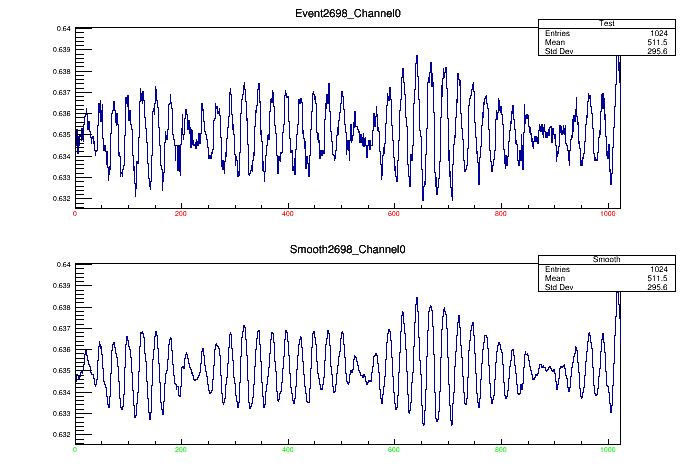 Event2698_Channel0
Test
Entries 1024
Mean 511.5
Std Dev 295.6
0.64
0.639
0.638
0.637
0.636
0.635
0.634
0.633
0.632
0 200 400 600 800 1000
Smooth2698_Channel0
Smooth
Entries 1024
Mean 511.5
Std Dev 295.6
0.64
0.639
0.638
0.637
0.636
0.635
0.634
0.633
0.632
0 200 400 600 800 1000